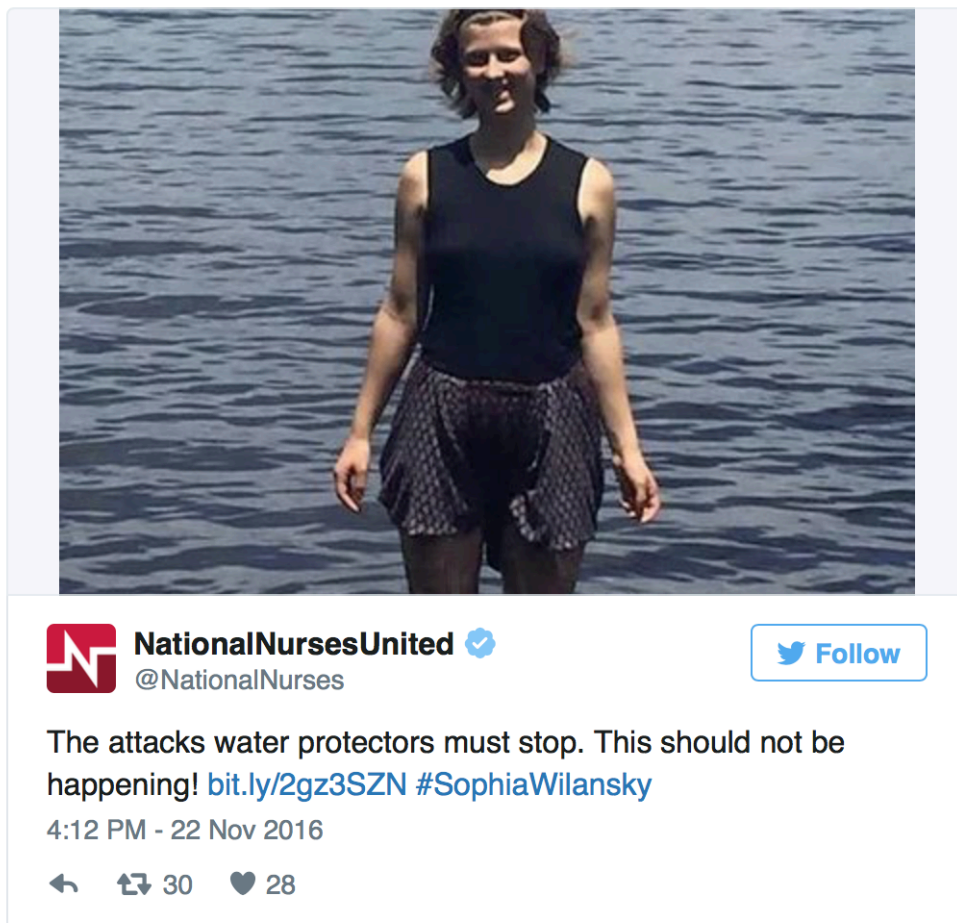 NationalNursesUnited
@NationalNurses
Follow
The attacks water protectors must stop. This should not be
happening! bit.ly/2gz3SZN #SophiaWilansky
4:12 PM - 22 Nov 2016
30 28